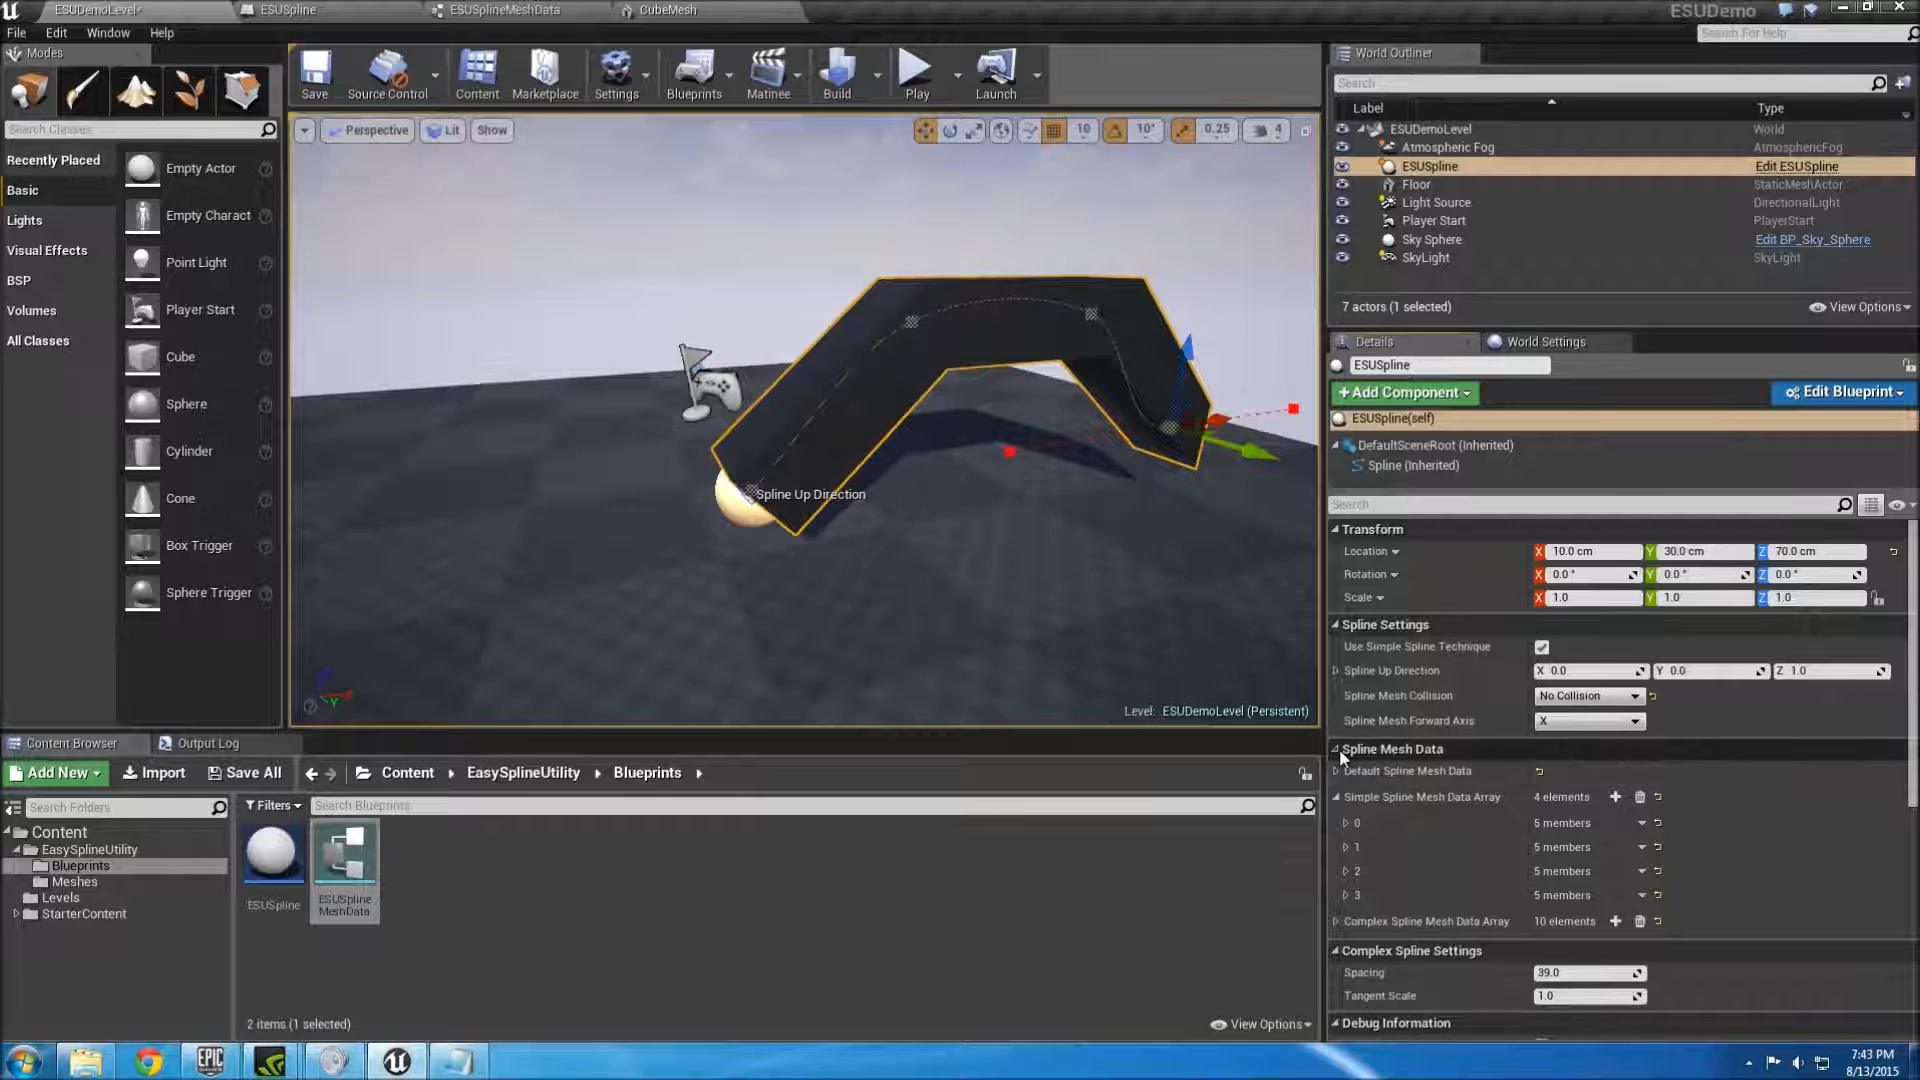 ESUDemoLevel*
ESUSpline
ESUSplineMeshData
CubeMesh
ESUDemo
File Edit Window Help
Search For Help
Modes
Save
Source Control
Content
Marketplace
Settings
Blueprints
Matinee
Build
Play
Launch
Search Classes
Recently Placed
Basic
Lights
Visual Effects
BSP
Volumes
All Classes
Empty Actor
Empty Charact
Point Light
Player Start
Cube
Sphere
Cylinder
Cone
Box Trigger
Sphere Trigger
Perspective
Lit
Show
10
10°
0.25
4
Spline Up Direction
Level: ESUDemoLevel (Persistent)
World Outliner
Search
Label Type
ESUDemoLevel World
Atmospheric Fog AtmosphericFog
ESUSpline Edit ESUSpline
Floor StaticMeshActor
Light Source DirectionalLight
Player Start PlayerStart
Sky Sphere Edit BP_Sky_Sphere
SkyLight SkyLight
7 actors (1 selected)
View Options
Details
World Settings
ESUSpline
+Add Component
Edit Blueprint
ESUSpline(self)
DefaultSceneRoot (Inherited)
Spline (Inherited)
Search
Transform
Location X 10.0 cm Y 30.0 cm Z 70.0 cm
Rotation X 0.0 ° Y 0.0 ° Z 0.0 °
Scale X 1.0 Y 1.0 Z 1.0
Spline Settings
Use Simple Spline Technique
Spline Up Direction X 0.0 Y 0.0 Z 1.0
Spline Mesh Collision No Collision
Spline Mesh Forward Axis X
Spline Mesh Data
Default Spline Mesh Data
Simple Spline Mesh Data Array 4 elements
0 5 members
1 5 members
2 5 members
3 5 members
Complex Spline Mesh Data Array 10 elements
Complex Spline Settings
Spacing 39.0
Tangent Scale 1.0
Debug Information
Content Browser
Output Log
Add New
Import
Save All
Content
EasySplineUtility
Blueprints
Search Folders
Filters
Search Blueprints
Content
EasySplineUtility
Blueprints
Meshes
Levels
StarterContent
ESUSpline
ESUSpline
MeshData
2 items (1 selected)
View Options
EPIC
7:43 PM
8/13/2015